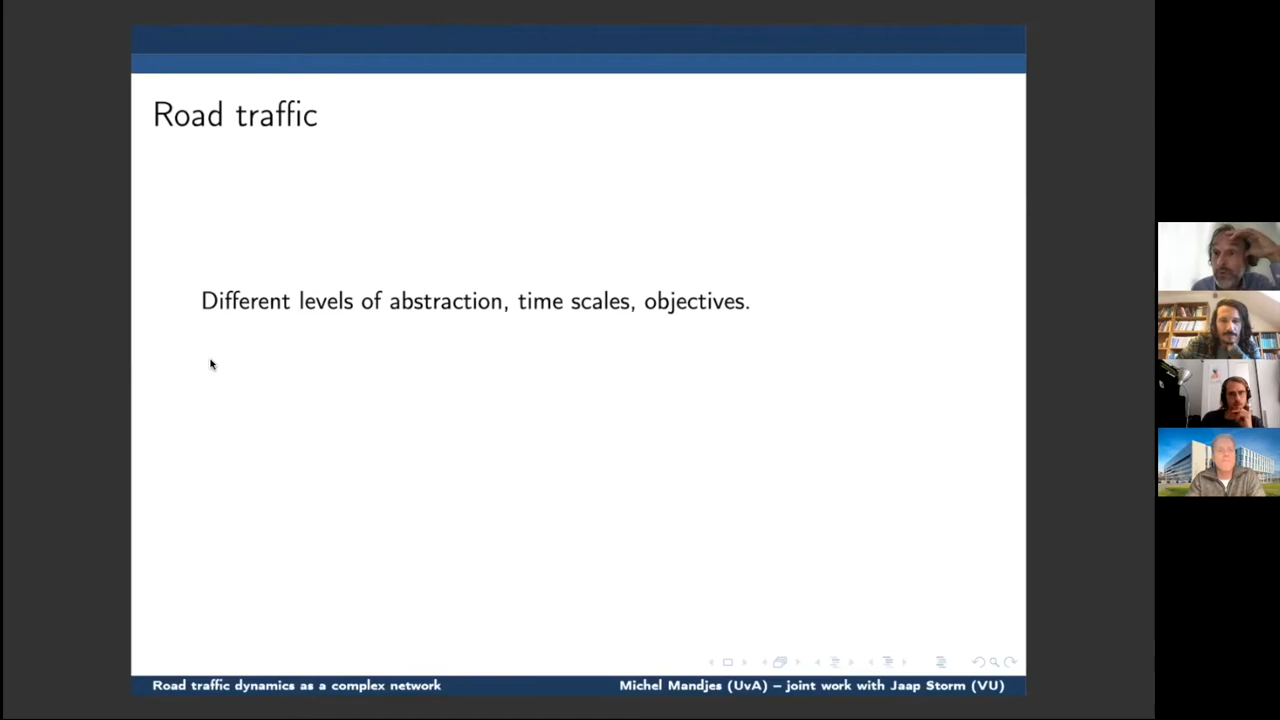 Road traffic
Different levels of abstraction, time scales, objectives.
Road traffic dynamics as a complex network
Michel Mandjes (UvA) – joint work with Jaap Storm (VU)